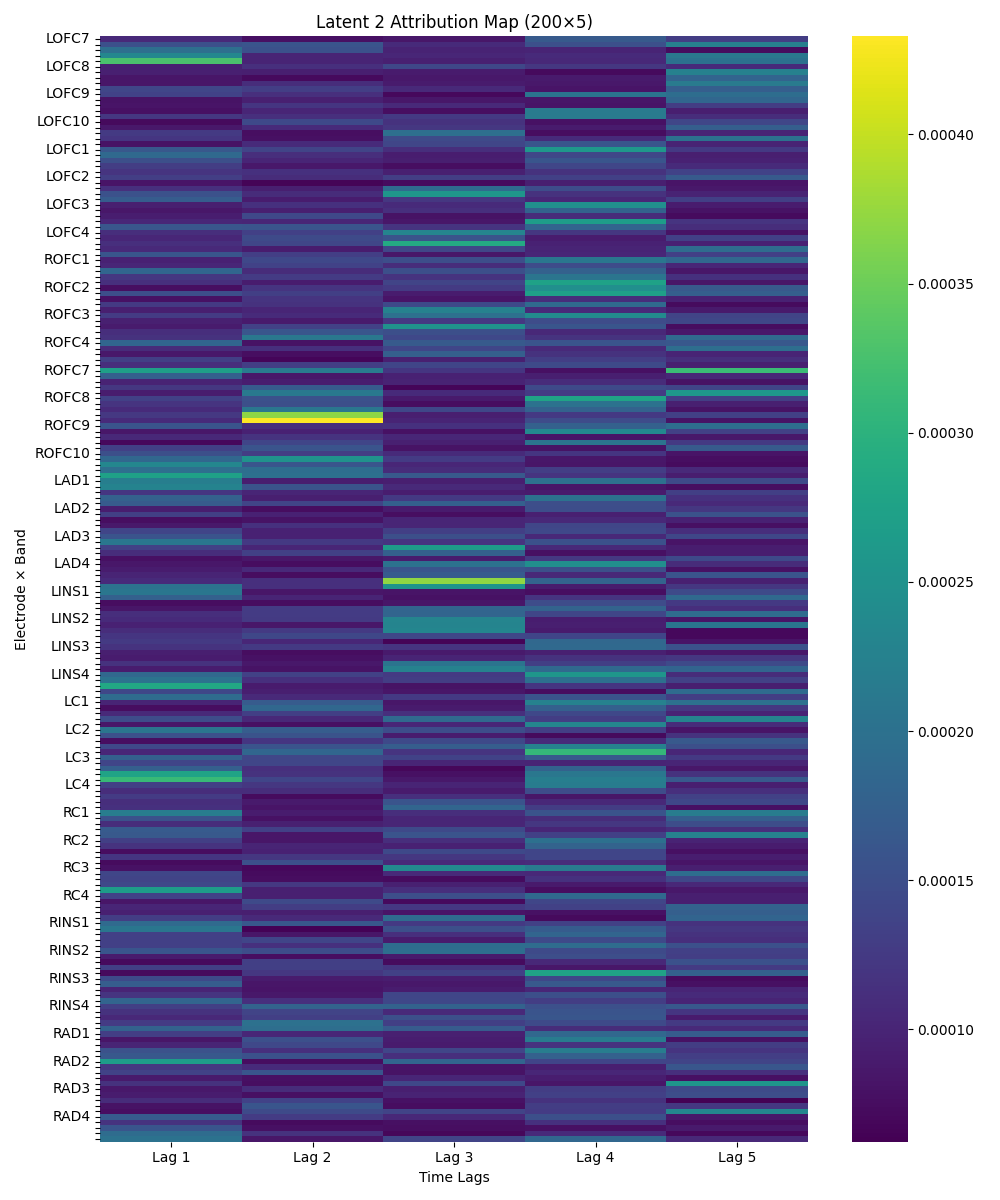 Latent 2 Attribution Map (200×5)
LOFC7
LOFC8
LOFC9
LOFC10
LOFC1
LOFC2
LOFC3
LOFC4
ROFC1
ROFC2
ROFC3
ROFC4
ROFC7
ROFC8
ROFC9
ROFC10
LAD1
LAD2
LAD3
LAD4
LINS1
LINS2
LINS3
LINS4
LC1
LC2
LC3
LC4
RC1
RC2
RC3
RC4
RINS1
RINS2
RINS3
RINS4
RAD1
RAD2
RAD3
RAD4
Electrode × Band
Lag 1
Lag 2
Lag 3
Lag 4
Lag 5
Time Lags
0.00040
0.00035
0.00030
0.00025
0.00020
0.00015
0.00010